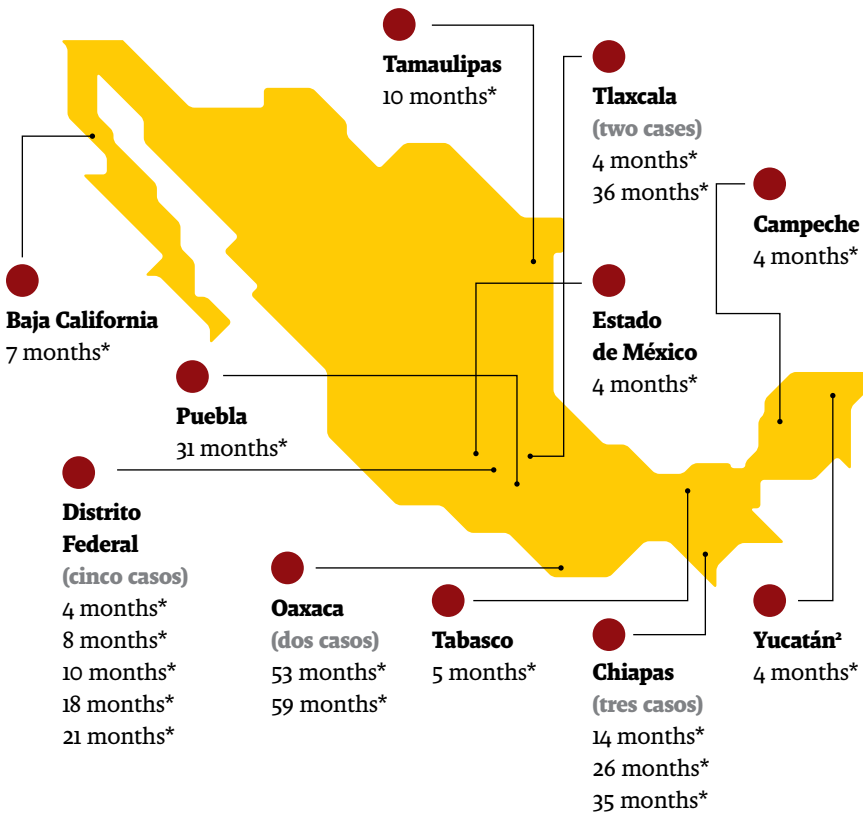 Tamaulipas
10 months*
Tlaxcala
(two cases)
4 months*
36 months*
Campeche
4 months*
Baja California
7 months*
Estado
de México
4 months*
Puebla
31 months*
Distrito
Federal
(cinco casos)
4 months*
8 months*
10 months*
18 months*
21 months*
Oaxaca
(dos casos)
53 months*
59 months*
Tabasco
5 months*
Chiapas
(tres casos)
14 months*
26 months*
35 months*
Yucatán²
4 months*